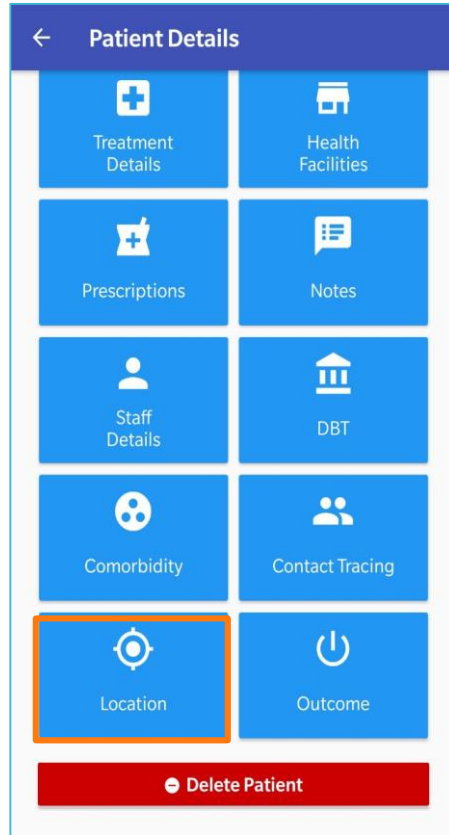 Patient Details
Treatment
Details
Health
Facilities
Prescriptions
Notes
Staff
Details
DBT
Comorbidity
Contact Tracing
Location
Outcome
Delete Patient